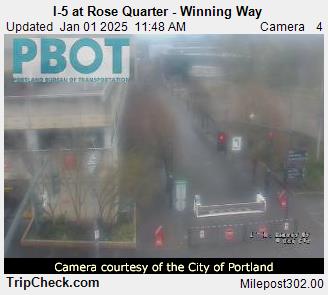 I-5 at Rose Quarter - Winning Way
Updated Jan 01 2025 11:48 AM Camera 4
PBOT
PORTLAND BUREAU OF TRANSPORTATION
Camera courtesy of the City of Portland
TripCheck.com Milepost302.00